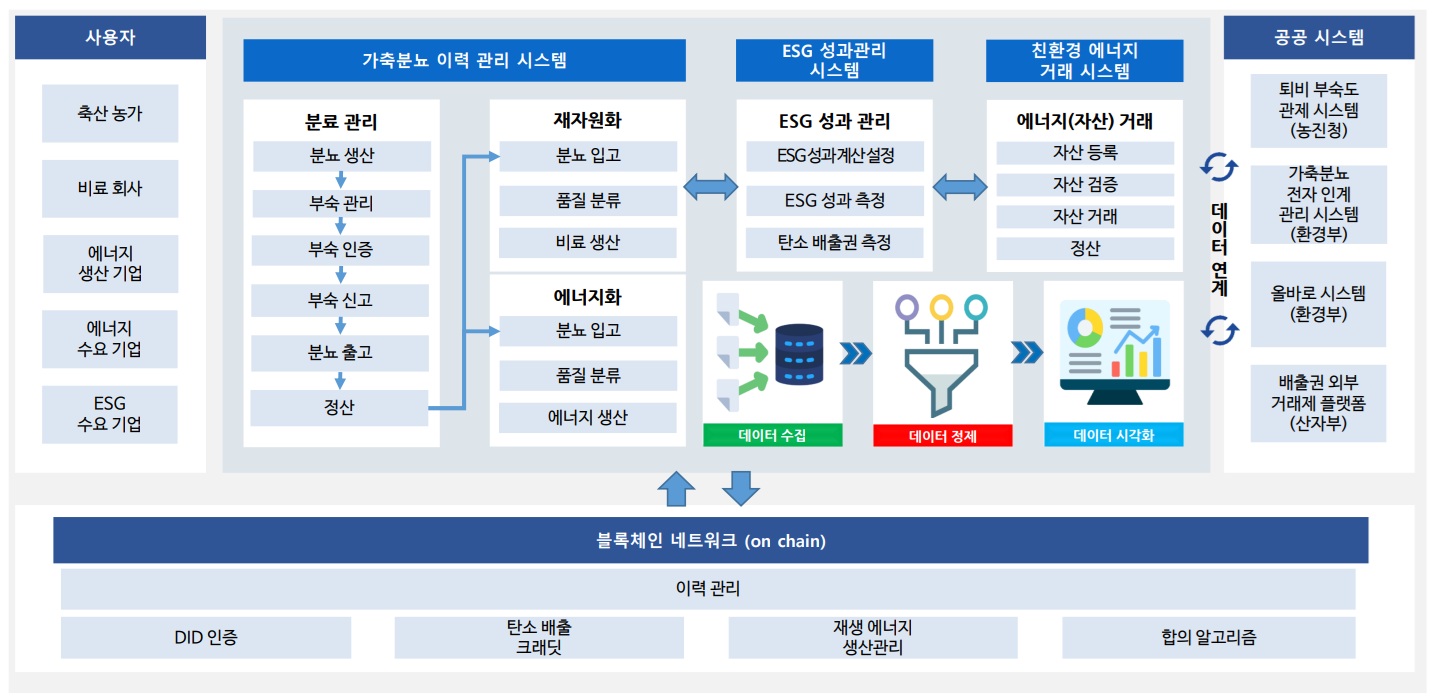 사용자
축산 농가
비료 회사
에너지
생산 기업
에너지
수요 기업
ESG
수요 기업
가축분뇨 이력 관리 시스템
분료 관리
분뇨 생산
부숙 관리
부숙 인증
부숙 신고
분뇨 출고
정산
재자원화
분뇨 입고
품질 분류
비료 생산
에너지화
분뇨 입고
품질 분류
에너지 생산
ESG 성과관리
시스템
ESG 성과 관리
ESG성과계산설정
ESG 성과 측정
탄소 배출권 측정
친환경 에너지
거래 시스템
에너지(자산) 거래
자산 등록
자산 검증
자산 거래
정산
데이터 수집
데이터 정제
데이터 시각화
데이터 연계
공공 시스템
퇴비 부숙도
관제 시스템
(농진청)
가축분뇨
전자 인계
관리 시스템
(환경부)
올바로 시스템
(환경부)
배출권 외부
거래제 플랫폼
(산자부)
블록체인 네트워크 (on chain)
이력 관리
DID 인증
탄소 배출
크래딧
재생 에너지
생산관리
합의 알고리즘